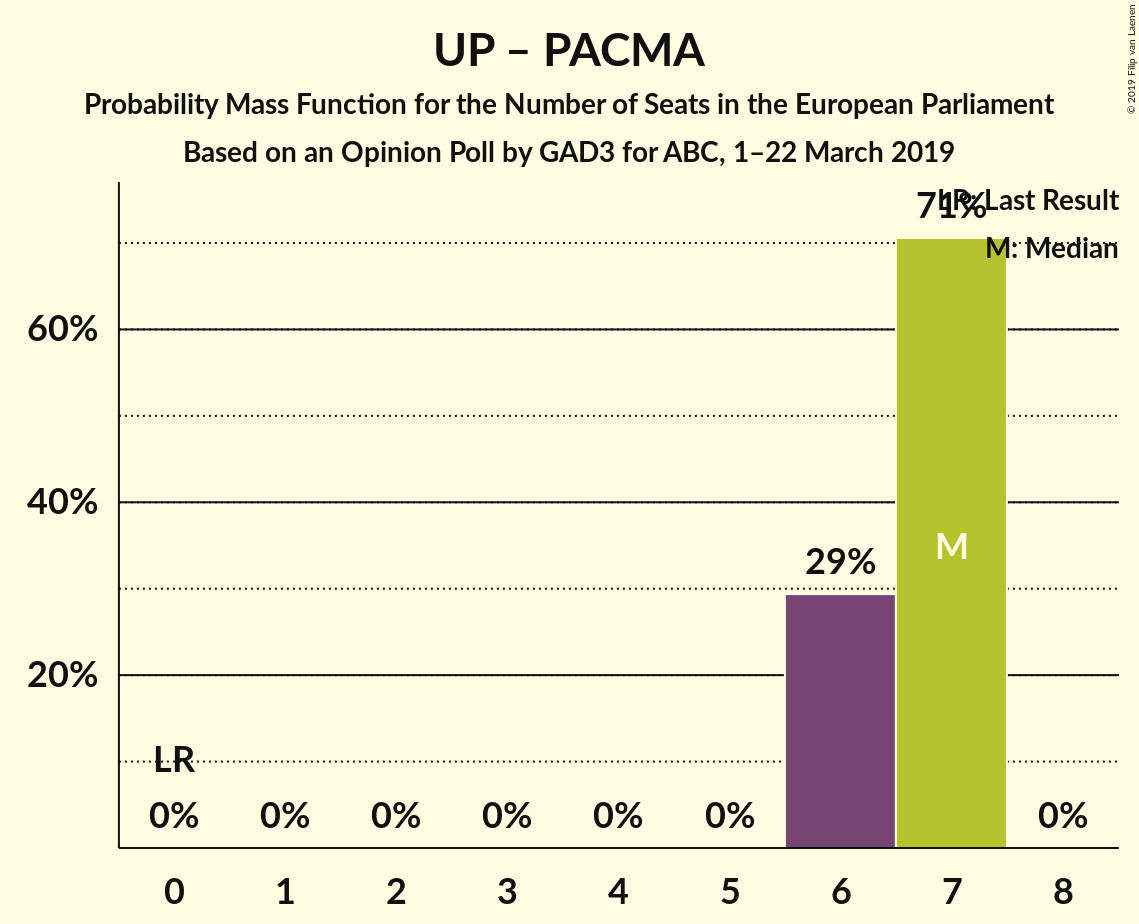 UP – PACMA
Probability Mass Function for the Number of Seats in the European Parliament
Based on an Opinion Poll by GAD3 for ABC, 1–22 March 2019
© 2019 Filip van Laenen
LR: Last Result
71%
M: Median
60%
40%
M
29%
20%
LR
0% 0% 0% 0% 0% 0% 0%
0 1 2 3 4 5 6 7 8